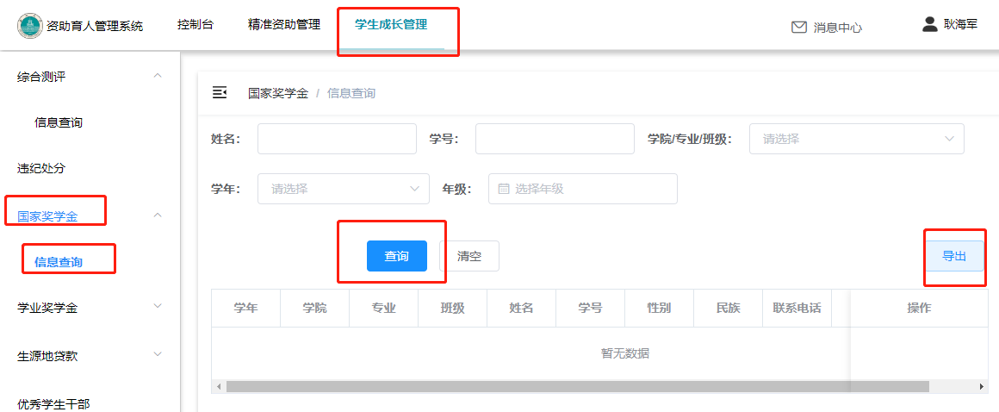 资助育人管理系统 控制台 精准资助管理 学生成长管理 消息中心 耿海军
综合测评
信息查询
违纪处分
国家奖学金
信息查询
学业奖学金
生源地贷款
优秀学生干部
国家奖学金 / 信息查询
姓名： 学号： 学院/专业/班级： 请选择
学年： 请选择 年级： 选择年级
查询 清空 导出
学年 学院 专业 班级 姓名 学号 性别 民族 联系电话 操作
暂无数据